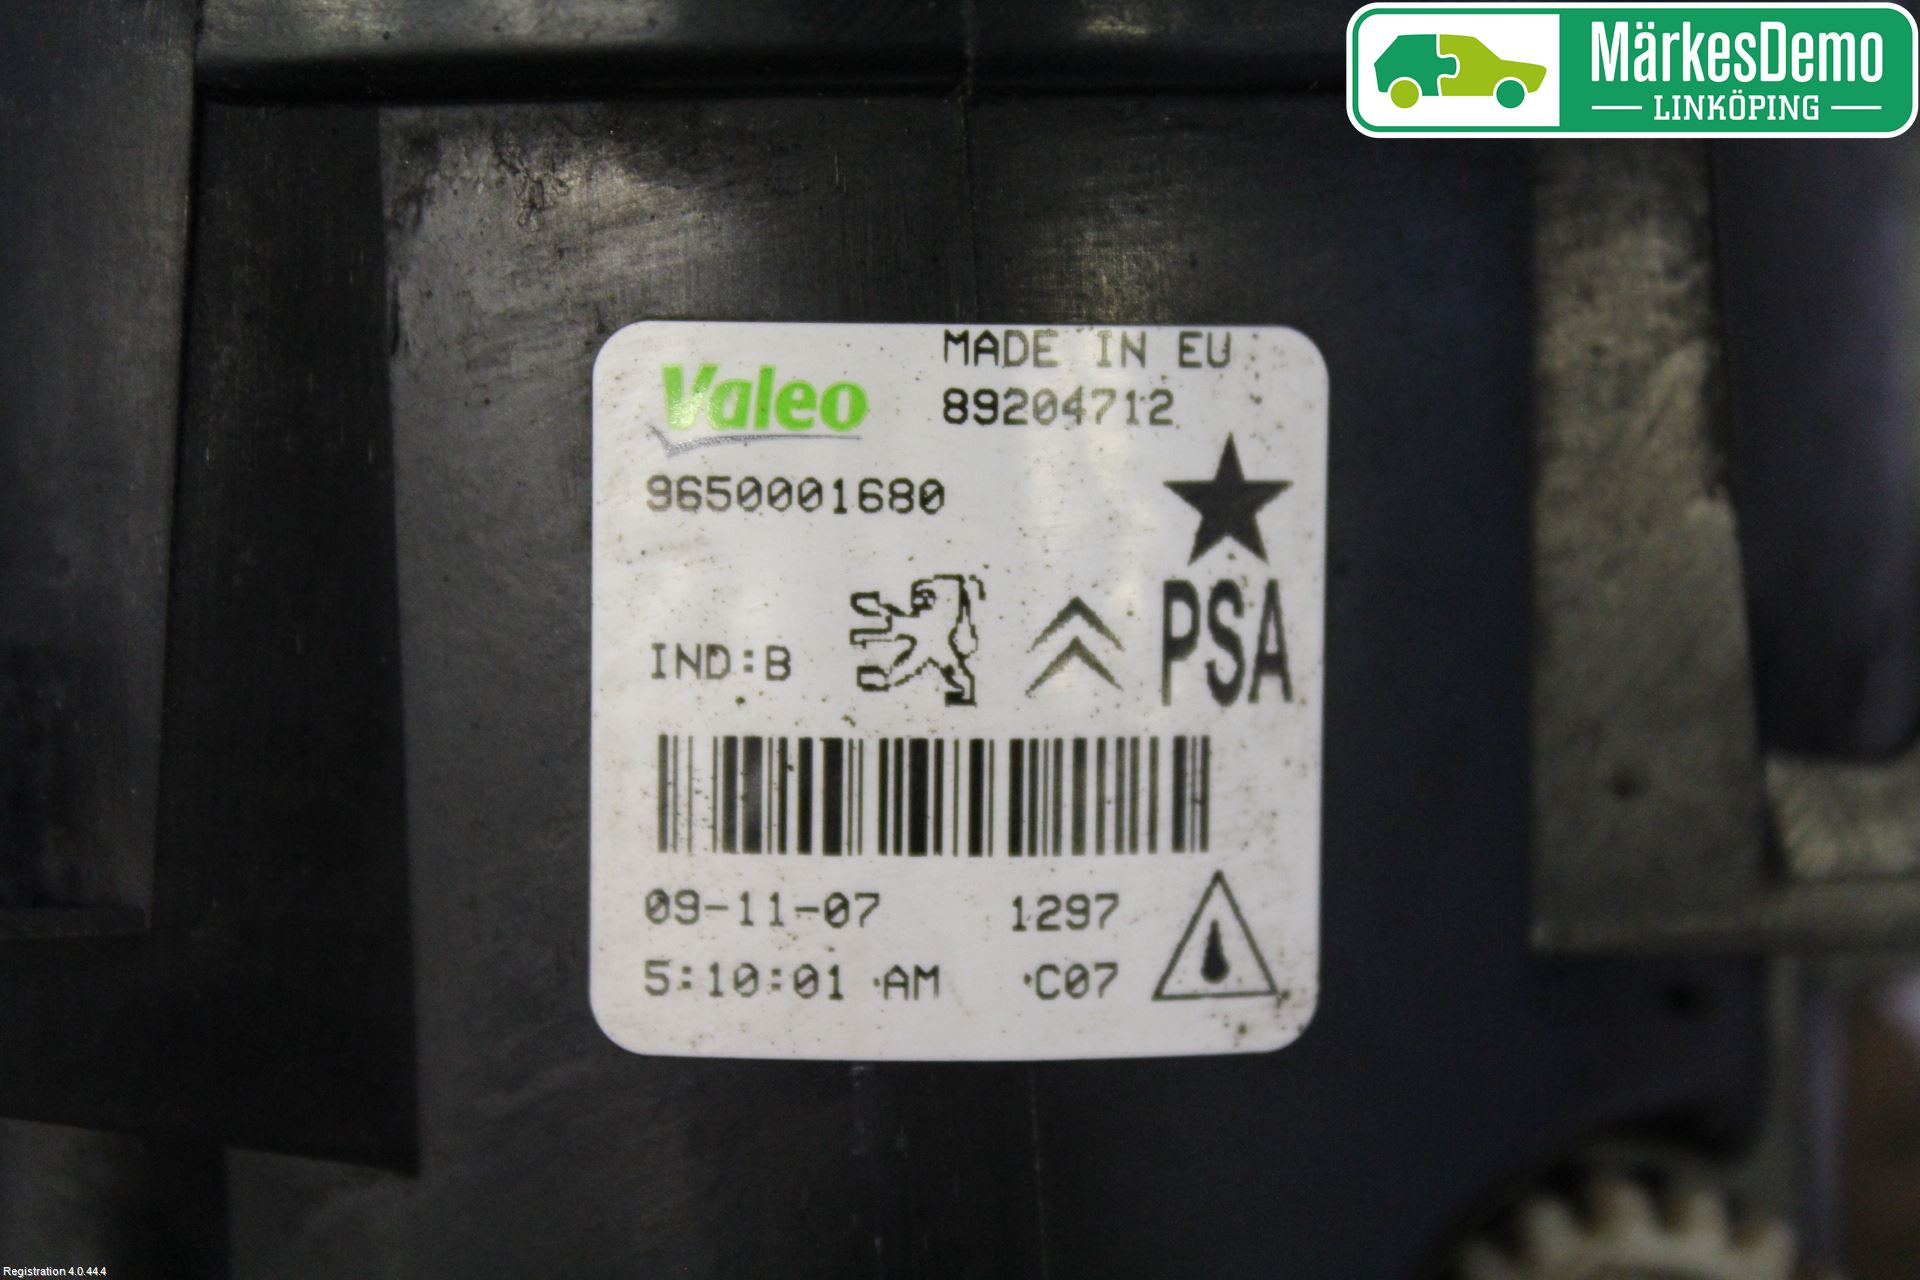 MärkesDemo
LINKÖPING
MADE IN EU
Valeo
89204712
9650001680
IND:B
PSA
09-11-07 1297
5:10:01 AM C07
Registration 4.0.44.4